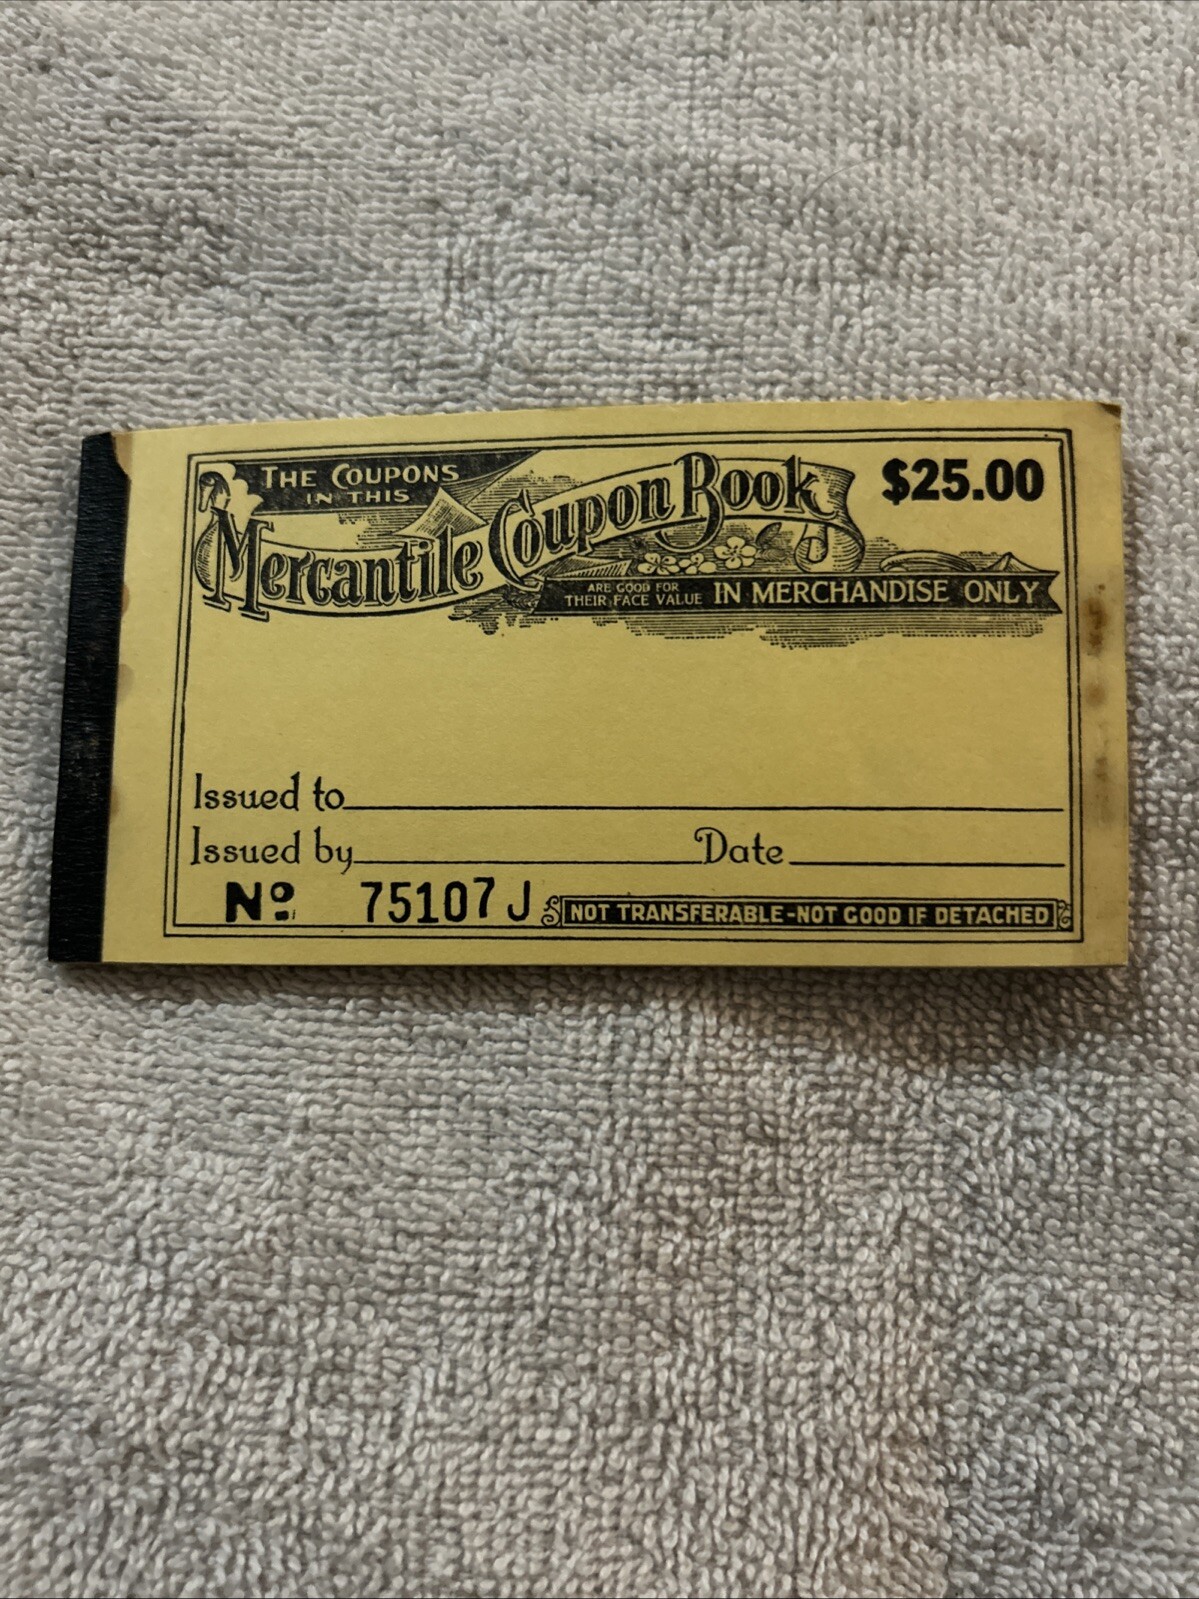 THE COUPONS
IN THIS
Mercantile Coupon Book
$25.00
ARE GOOD FOR
THEIR FACE VALUE IN MERCHANDISE ONLY
Issued to
Issued by Date
Nº 75107 J NOT TRANSFERABLE-NOT GOOD IF DETACHED